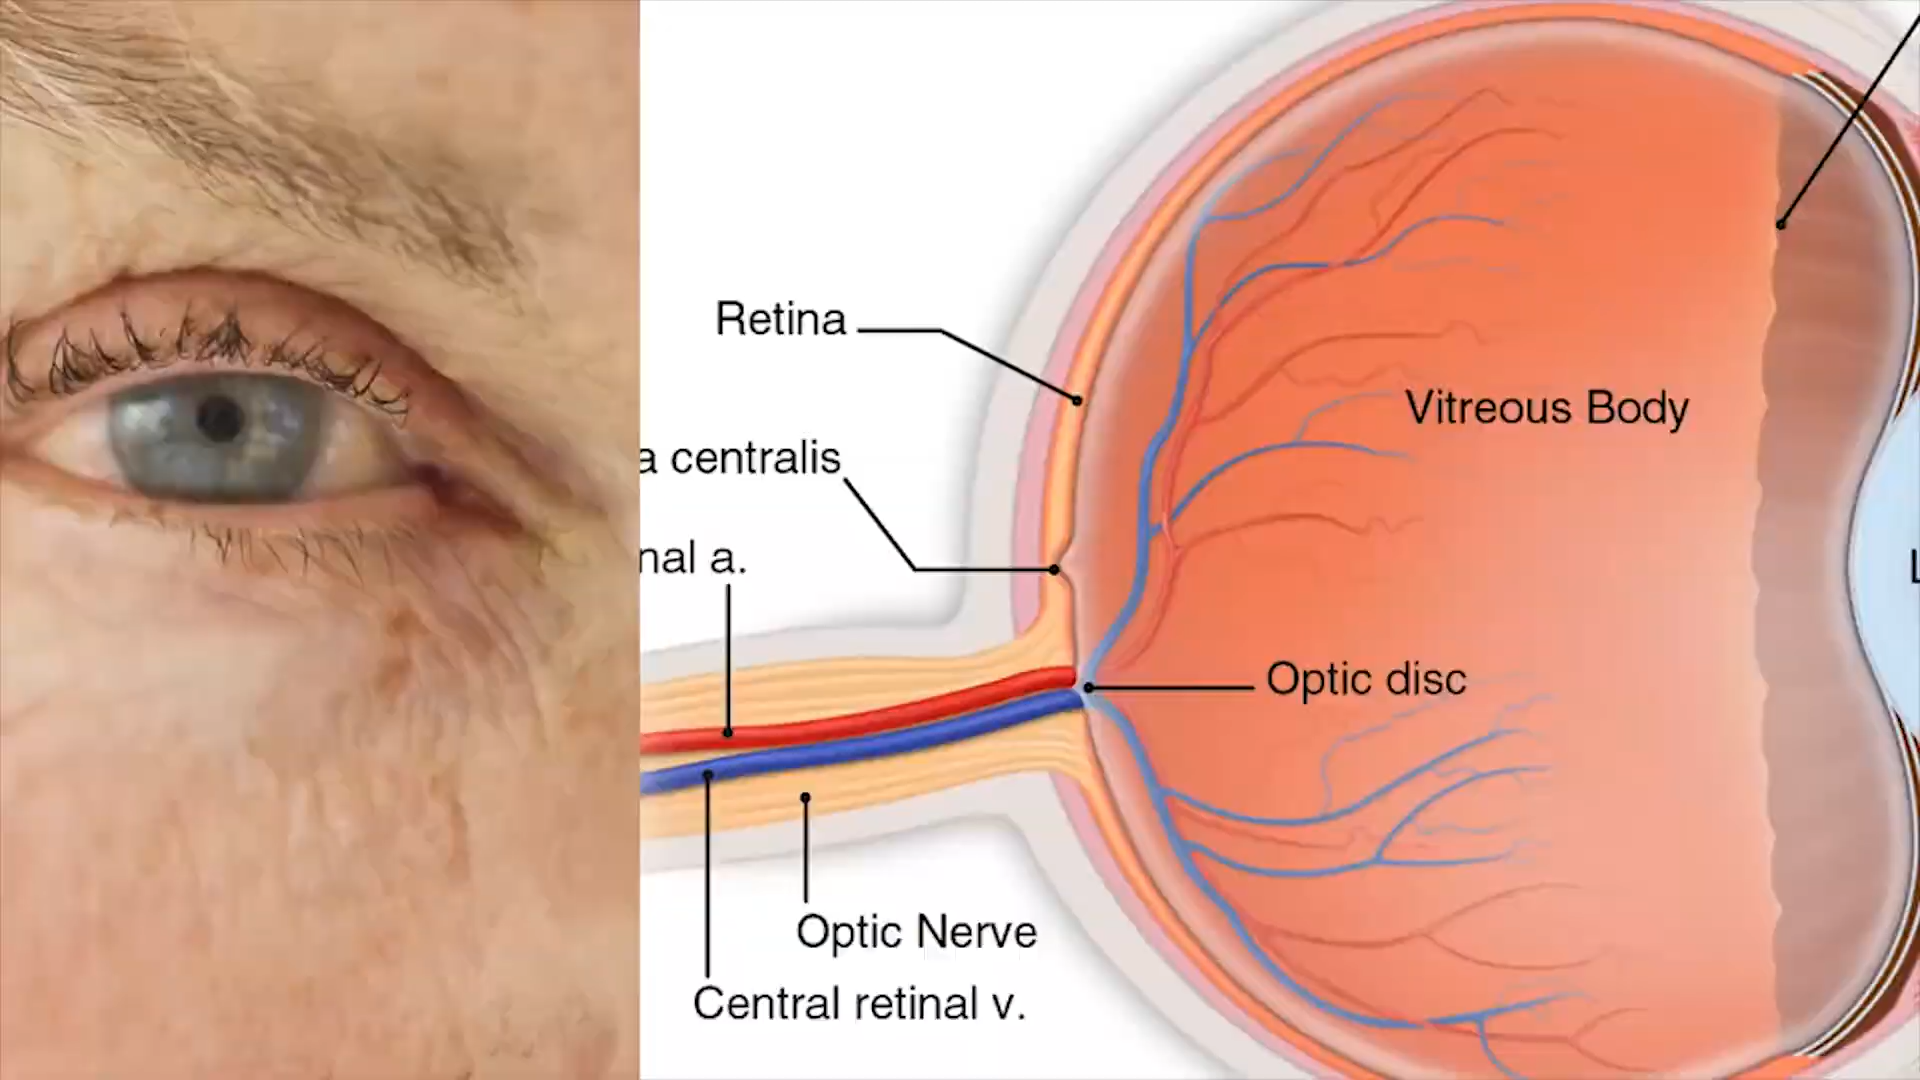 Retina
Vitreous Body
a centralis
nal a.
Optic disc
Optic Nerve
Central retinal v.